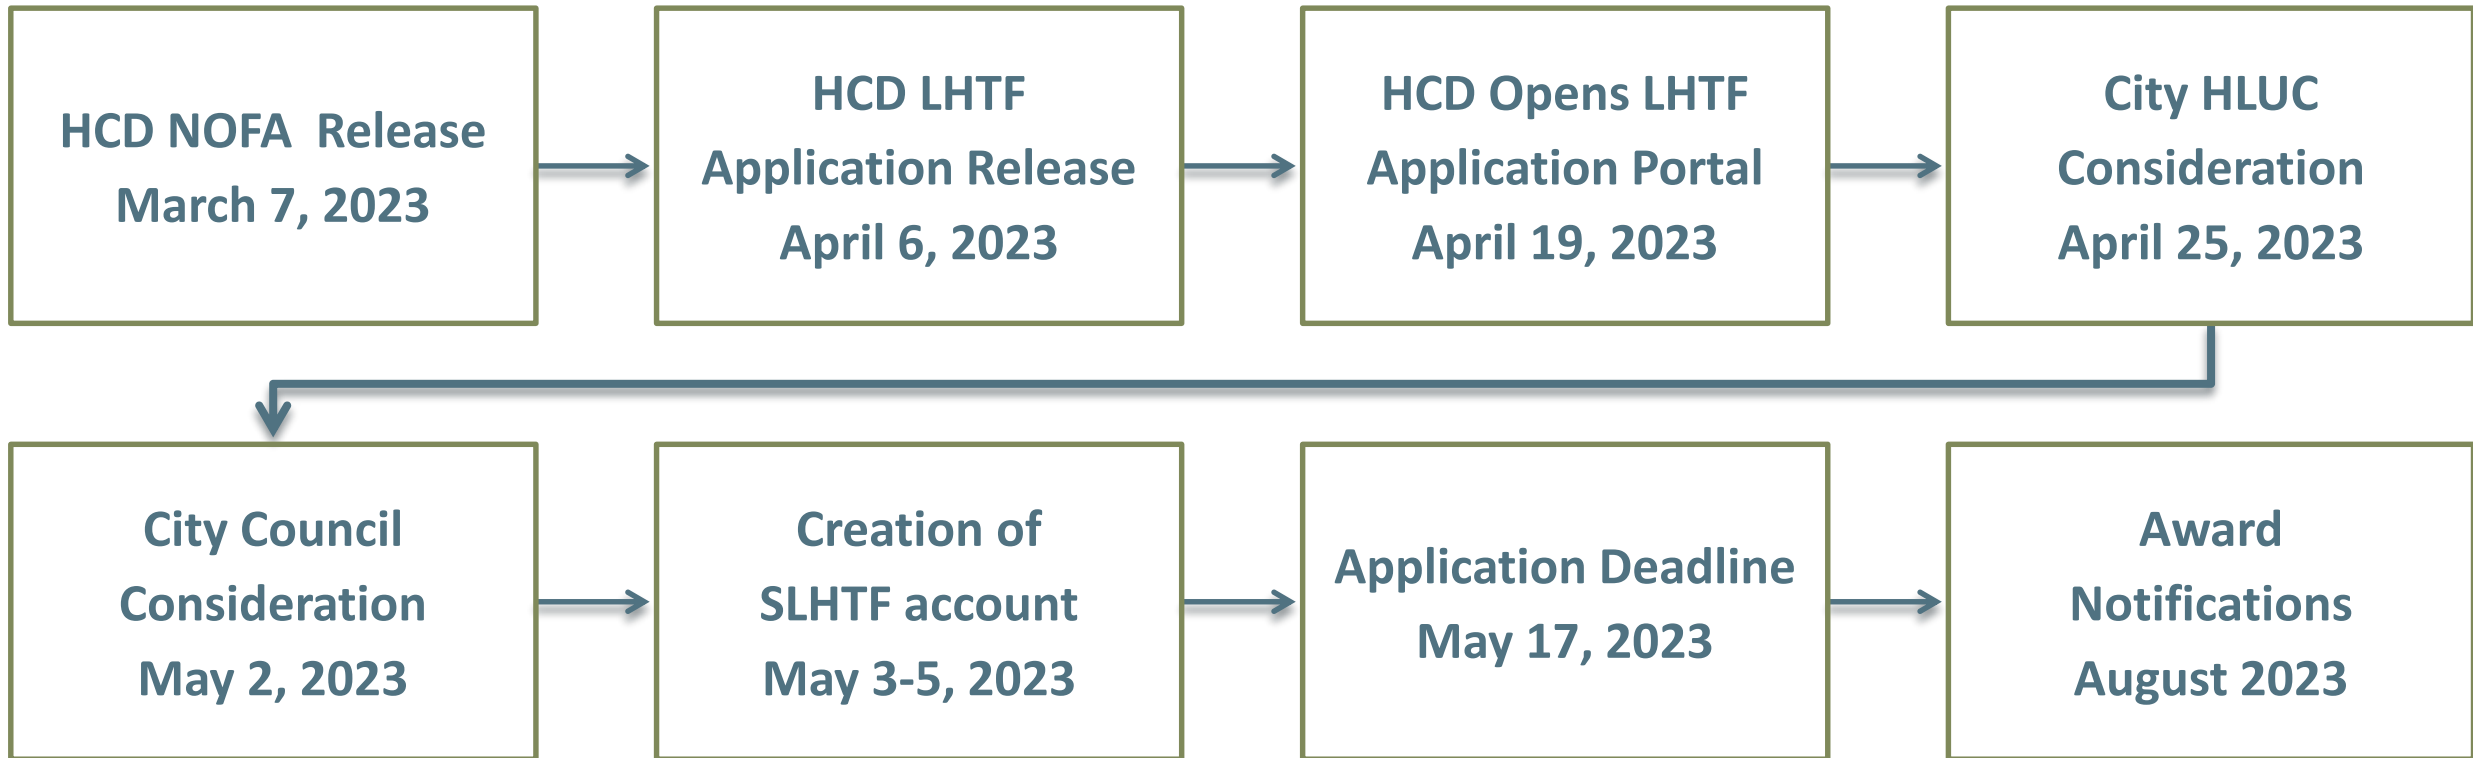 HCD NOFA  Release
March 7, 2023
HCD LHTF
Application Release
April 6, 2023
HCD Opens LHTF
Application Portal
April 19, 2023
City HLUC
Consideration
April 25, 2023
City Council
Consideration
May 2, 2023
Creation of
SLHTF account
May 3-5, 2023
Application Deadline
May 17, 2023
Award
Notifications
August 2023